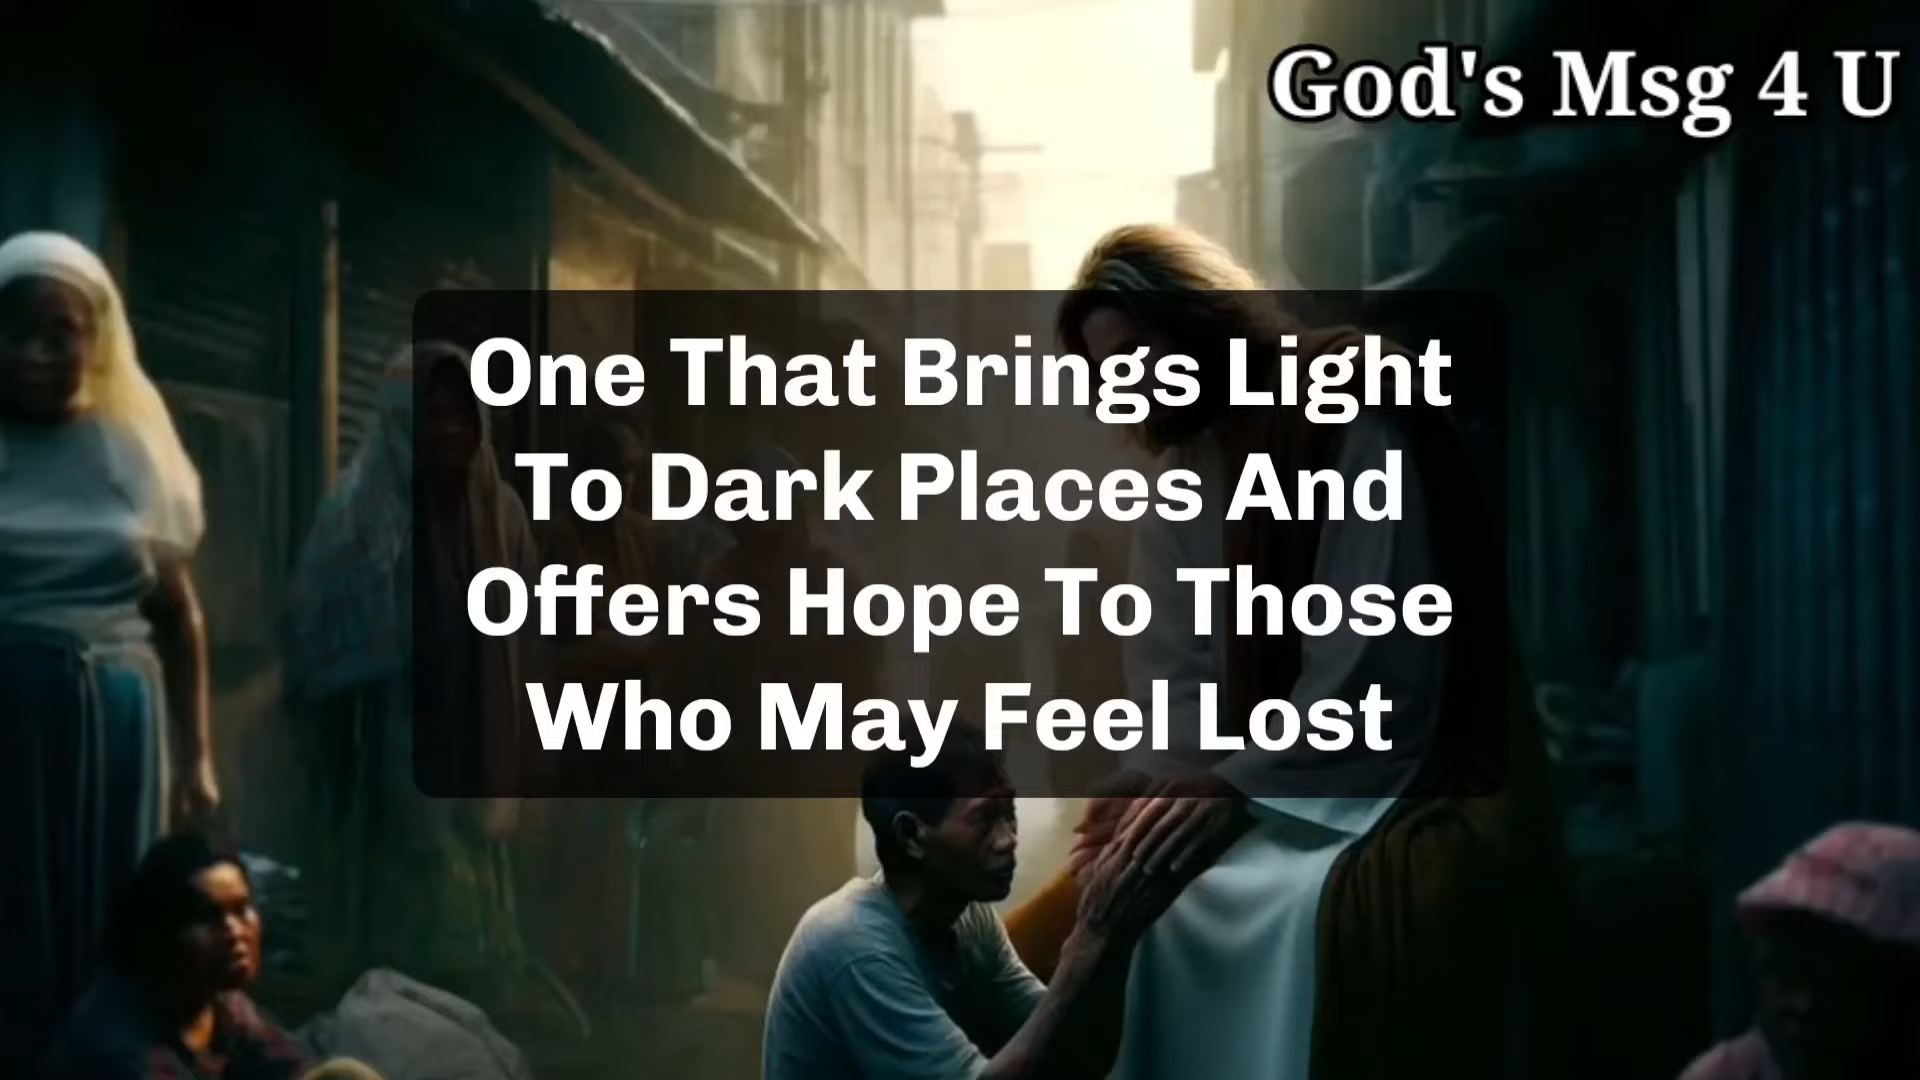 God's Msg 4 U
One That Brings Light
To Dark Places And
Offers Hope To Those
Who May Feel Lost